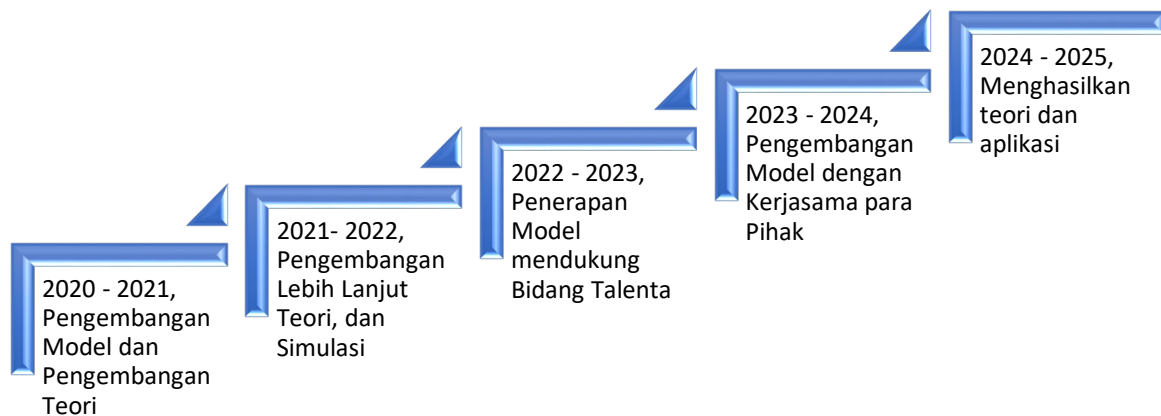 2020 - 2021,
Pengembangan
Model dan
Pengembangan
Teori
2021- 2022,
Pengembangan
Lebih Lanjut
Teori, dan
Simulasi
2022 - 2023,
Penerapan
Model
mendukung
Bidang Talenta
2023 - 2024,
Pengembangan
Model dengan
Kerjasama para
Pihak
2024 - 2025,
Menghasilkan
teori dan
aplikasi